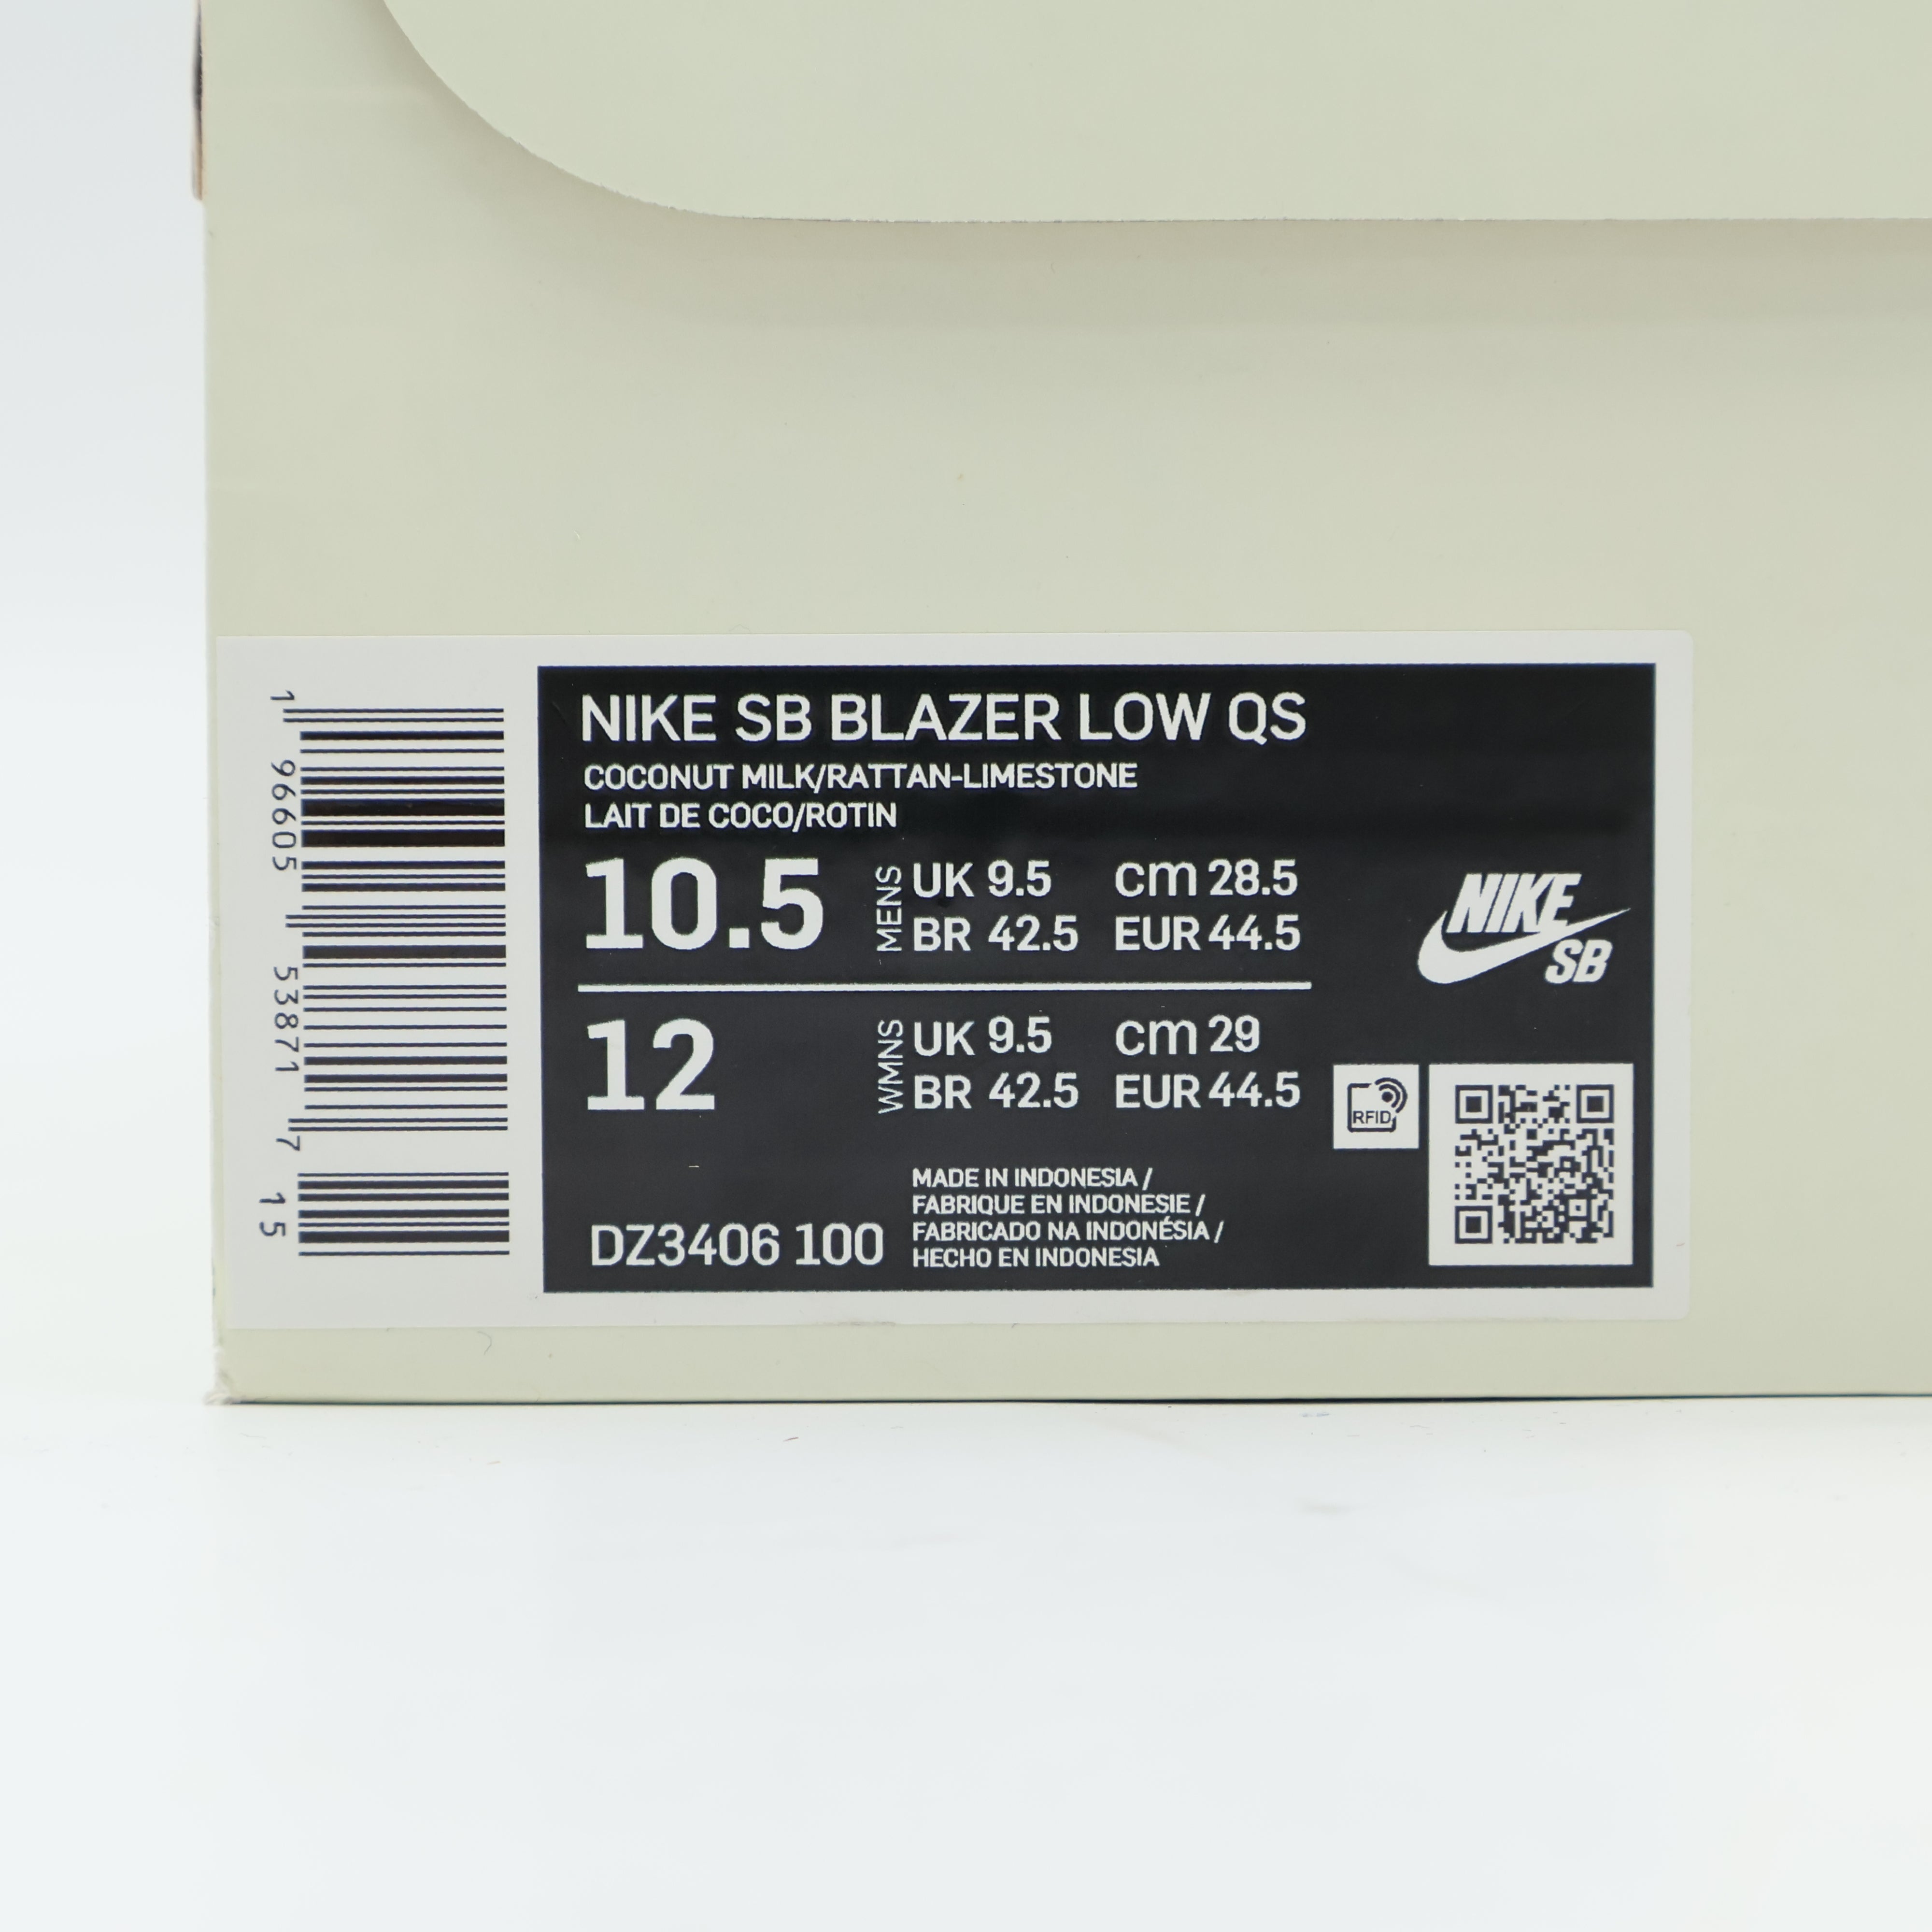 1 96605 53871 7 15
NIKE SB BLAZER LOW QS
COCONUT MILK/RATTAN-LIMESTONE
LAIT DE COCO/ROTIN
10.5 MENS UK 9.5 cm 28.5
BR 42.5 EUR 44.5
12 WMNS UK 9.5 cm 29
BR 42.5 EUR 44.5
NIKE
SB
RFID
DZ3406 100
MADE IN INDONESIA /
FABRIQUE EN INDONESIE /
FABRICADO NA INDONÉSIA /
HECHO EN INDONESIA